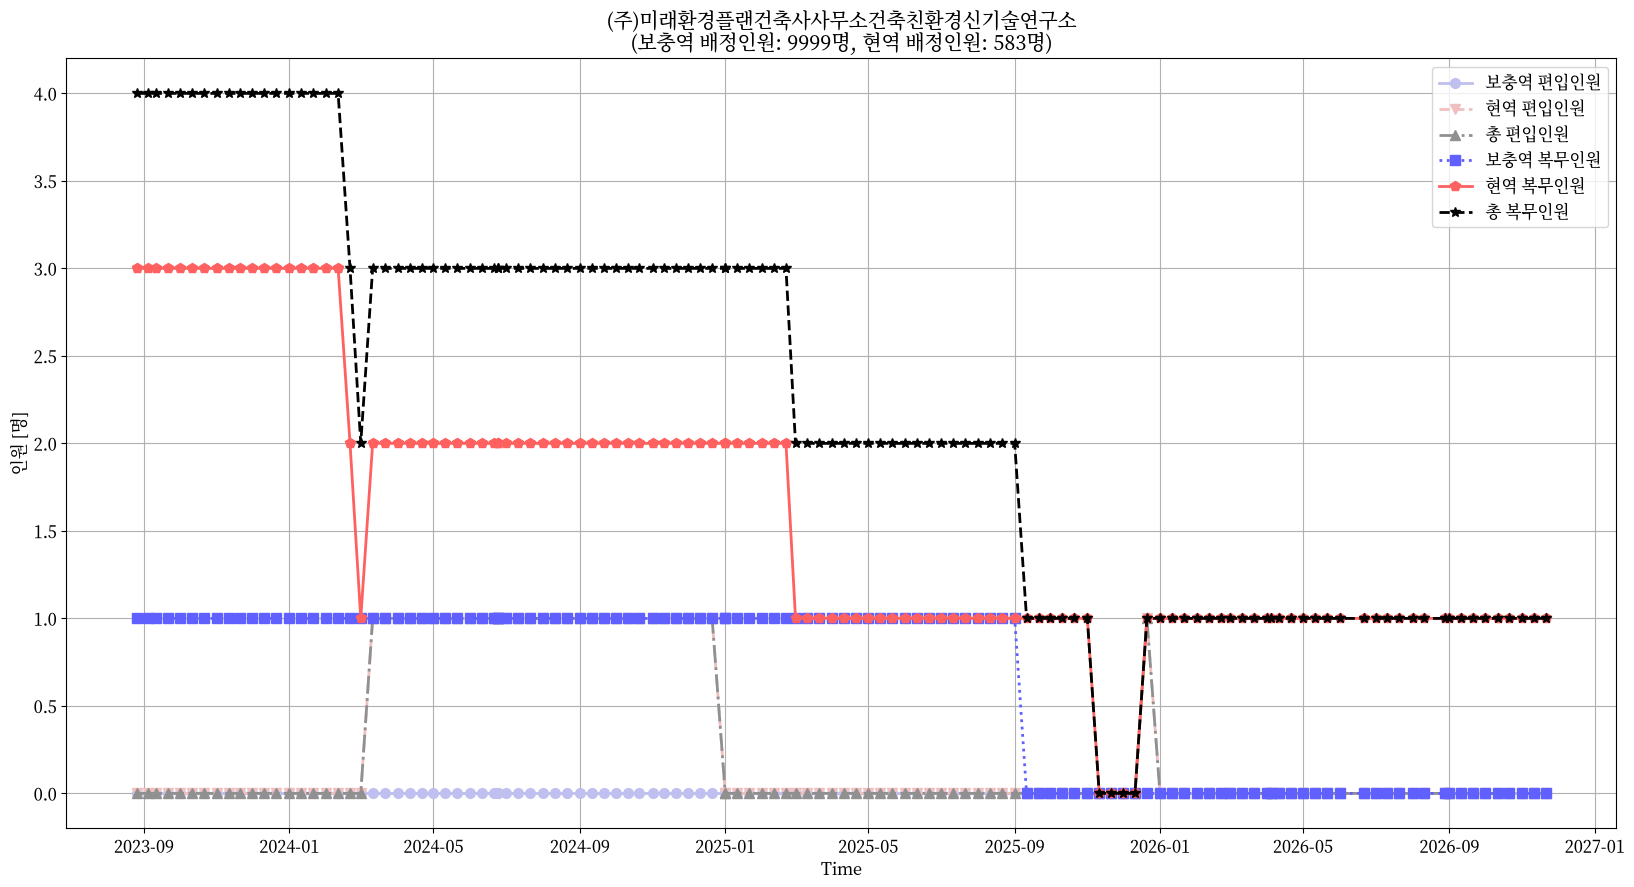 (주)미래환경플랜건축사사무소건축친환경신기술연구소
(보충역 배정인원: 9999명, 현역 배정인원: 583명)
보충역 편입인원
현역 편입인원
총 편입인원
보충역 복무인원
현역 복무인원
총 복무인원
인원 [명]
4.0
3.5
3.0
2.5
2.0
1.5
1.0
0.5
0.0
2023-09
2024-01
2024-05
2024-09
2025-01
2025-05
2025-09
2026-01
2026-05
2026-09
2027-01
Time